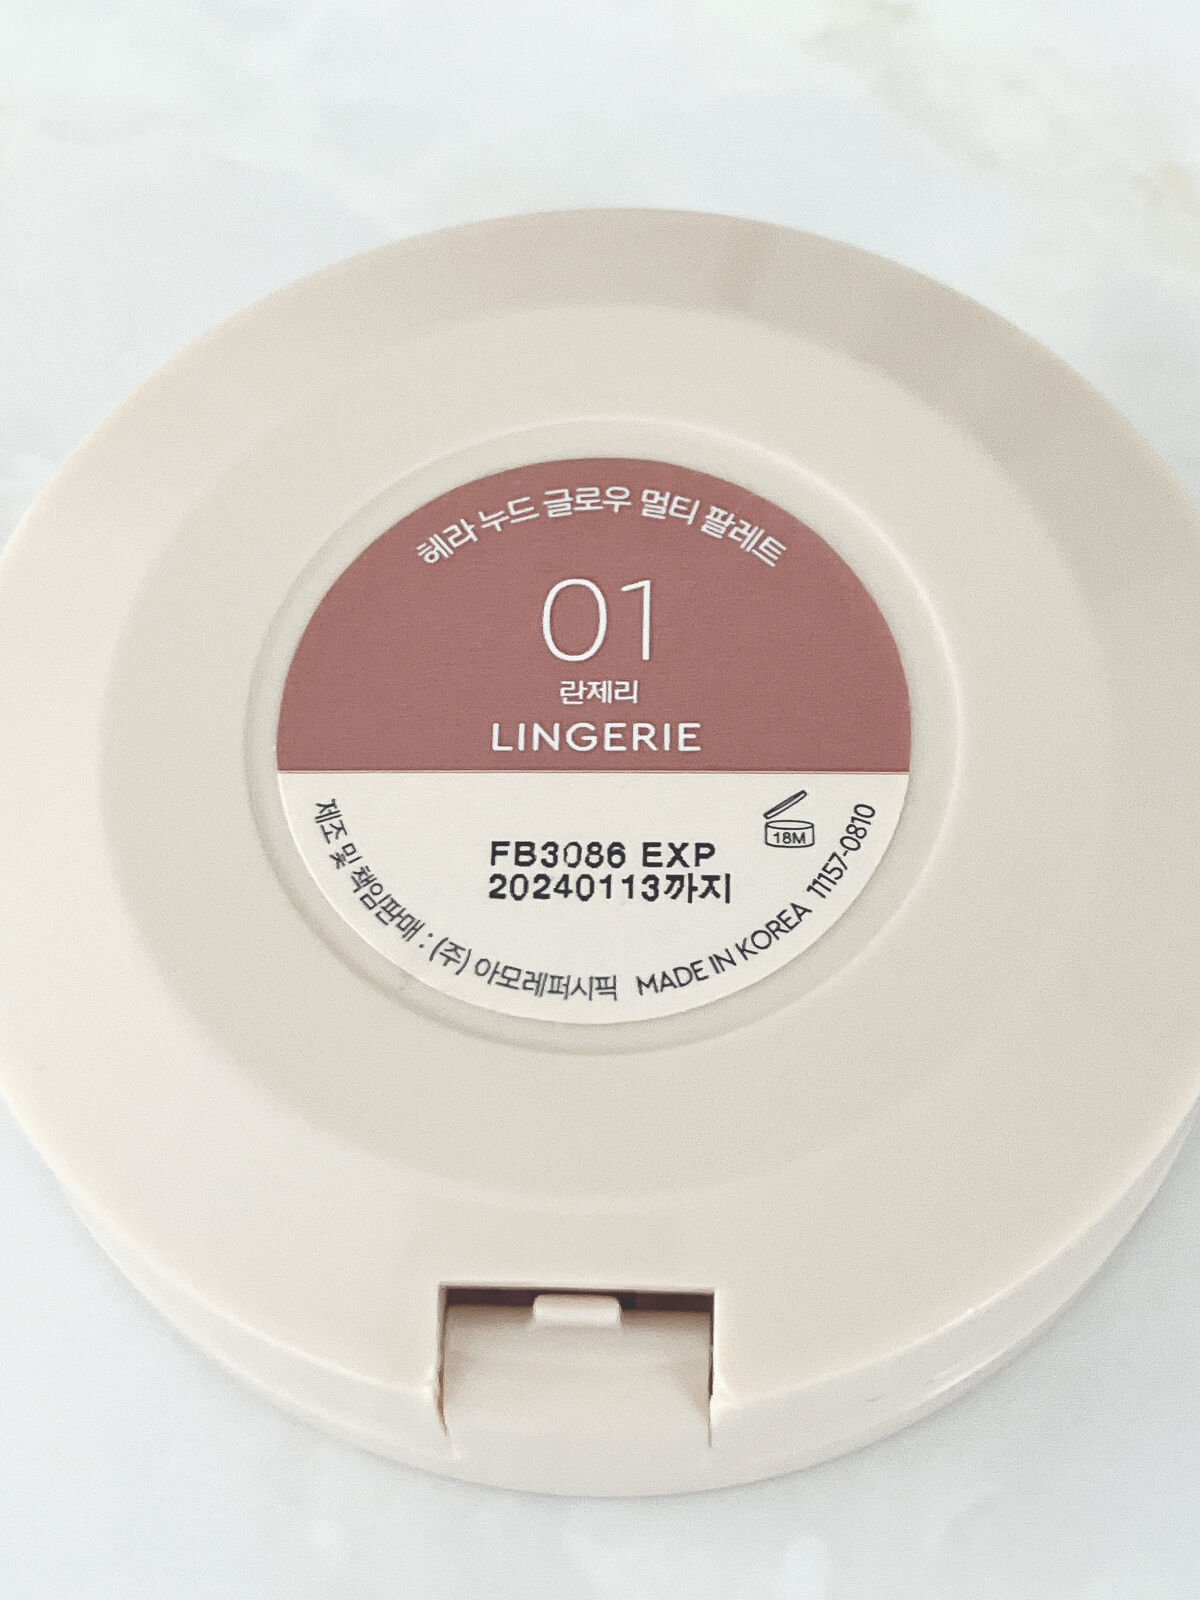 헤라 누드 글로우 멀티 팔레트
01
란제리
LINGERIE
18M
FB3086 EXP
20240113까지
제조 및 책임판매 : (주) 아모레퍼시픽 MADE IN KOREA 11157-0810